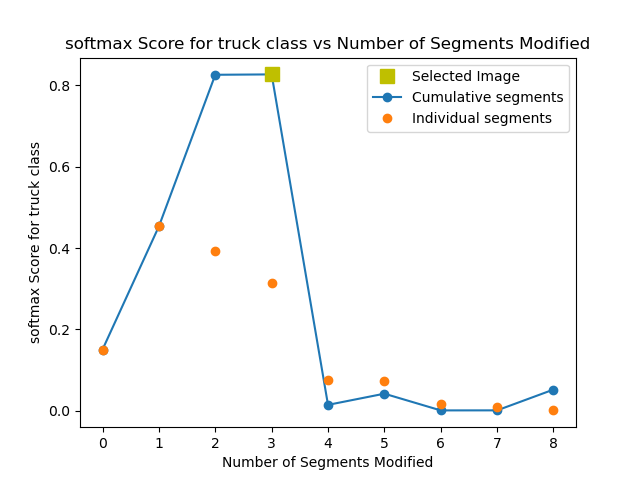 softmax Score for truck class vs Number of Segments Modified
Selected Image
Cumulative segments
Individual segments
softmax Score for truck class
0.8
0.6
0.4
0.2
0.0
0 1 2 3 4 5 6 7 8
Number of Segments Modified